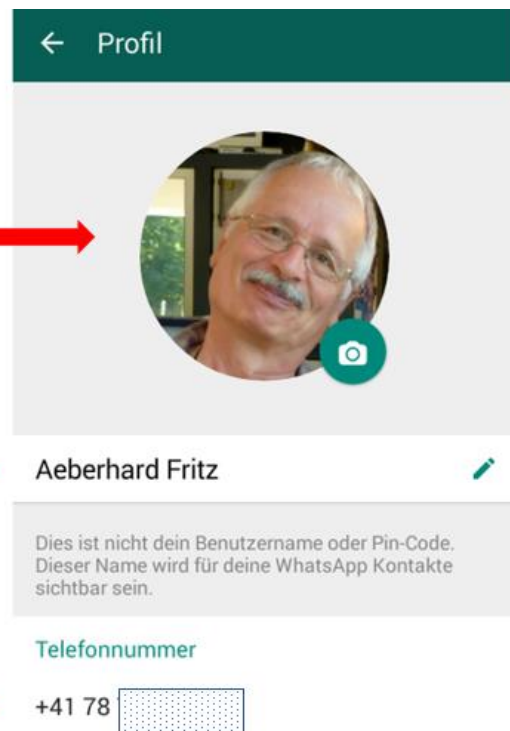 Profil
Aeberhard Fritz
Dies ist nicht dein Benutzername oder Pin-Code.
Dieser Name wird für deine WhatsApp Kontakte
sichtbar sein.
Telefonnummer
+41 78